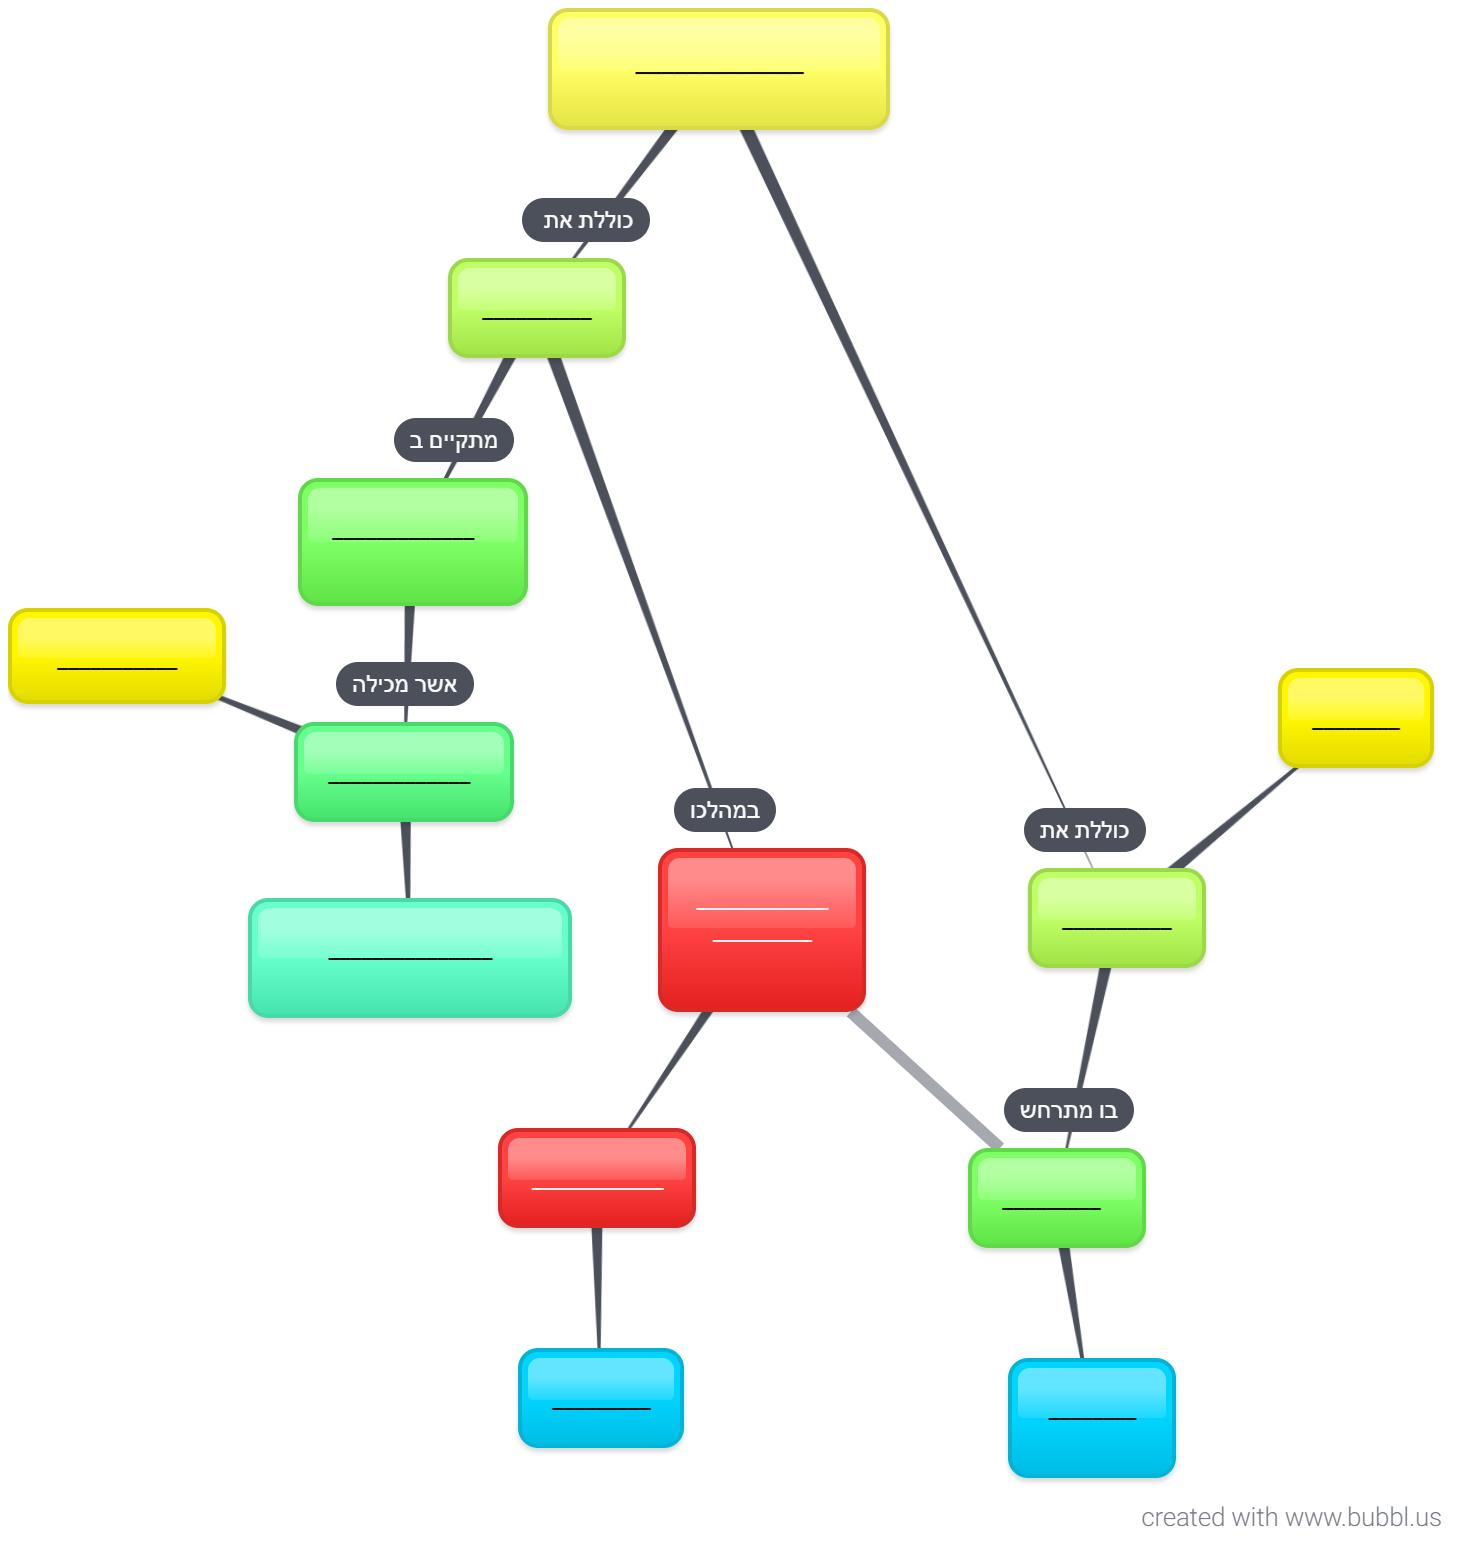 כוללת את
מתקיים ב
אשר מכילה
במהלכו
כוללת את
בו מתרחש
created with www.bubbl.us